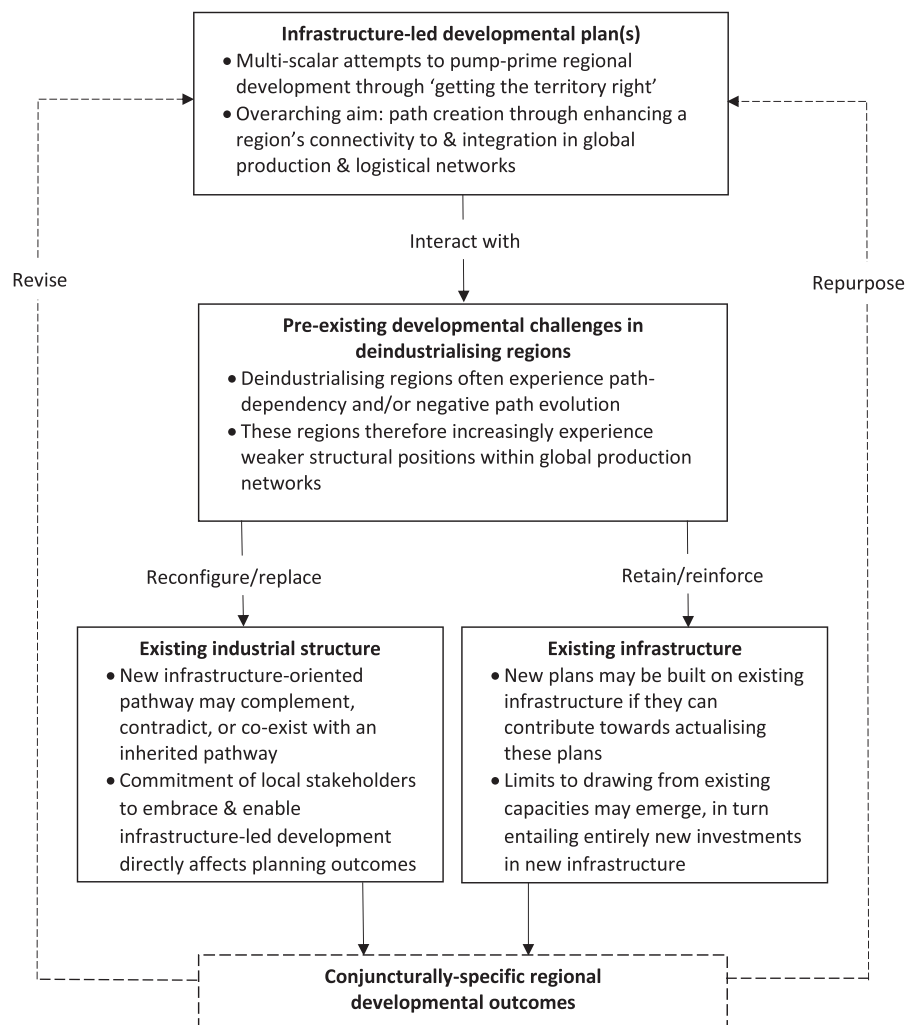 Infrastructure-led developmental plan(s)
• Multi-scalar attempts to pump-prime regional
development through ‘getting the territory right’
• Overarching aim: path creation through enhancing a
region’s connectivity to & integration in global
production & logistical networks
Interact with
Revise
Repurpose
Pre-existing developmental challenges in
deindustrialising regions
• Deindustrialising regions often experience path-
dependency and/or negative path evolution
• These regions therefore increasingly experience
weaker structural positions within global production
networks
Reconfigure/replace
Retain/reinforce
Existing industrial structure
• New infrastructure-oriented
pathway may complement,
contradict, or co-exist with an
inherited pathway
• Commitment of local stakeholders
to embrace & enable
infrastructure-led development
directly affects planning outcomes
Existing infrastructure
• New plans may be built on existing
infrastructure if they can
contribute towards actualising
these plans
• Limits to drawing from existing
capacities may emerge, in turn
entailing entirely new investments
in new infrastructure
Conjuncturally-specific regional
developmental outcomes